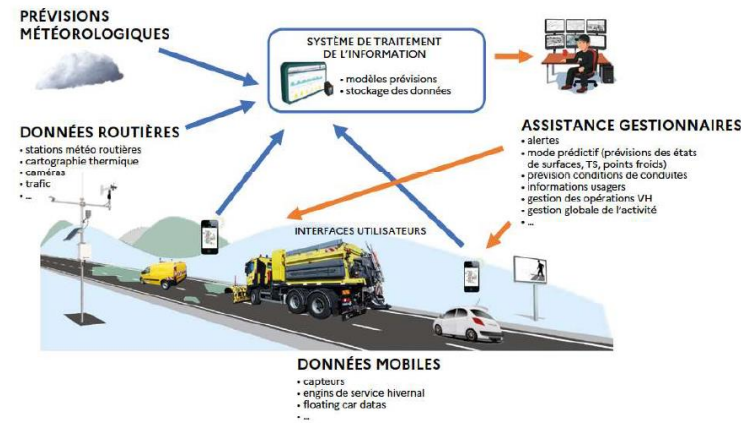 PRÉVISIONS
MÉTÉOROLOGIQUES
SYSTÈME DE TRAITEMENT
DE L'INFORMATION
• modèles prévisions
• stockage des données
DONNÉES ROUTIÈRES
• stations météo routières
• cartographie thermique
• caméras
• trafic
• ...
ASSISTANCE GESTIONNAIRES
• alertes
• mode prédictif (prévisions des états
de surfaces, TS, points froids)
• prévision conditions de conduites
• informations usagers
• gestion des opérations VH
• gestion globale de l'activité
• ...
INTERFACES UTILISATEURS
DONNÉES MOBILES
• capteurs
• engins de service hivernal
• floating car datas
• ...